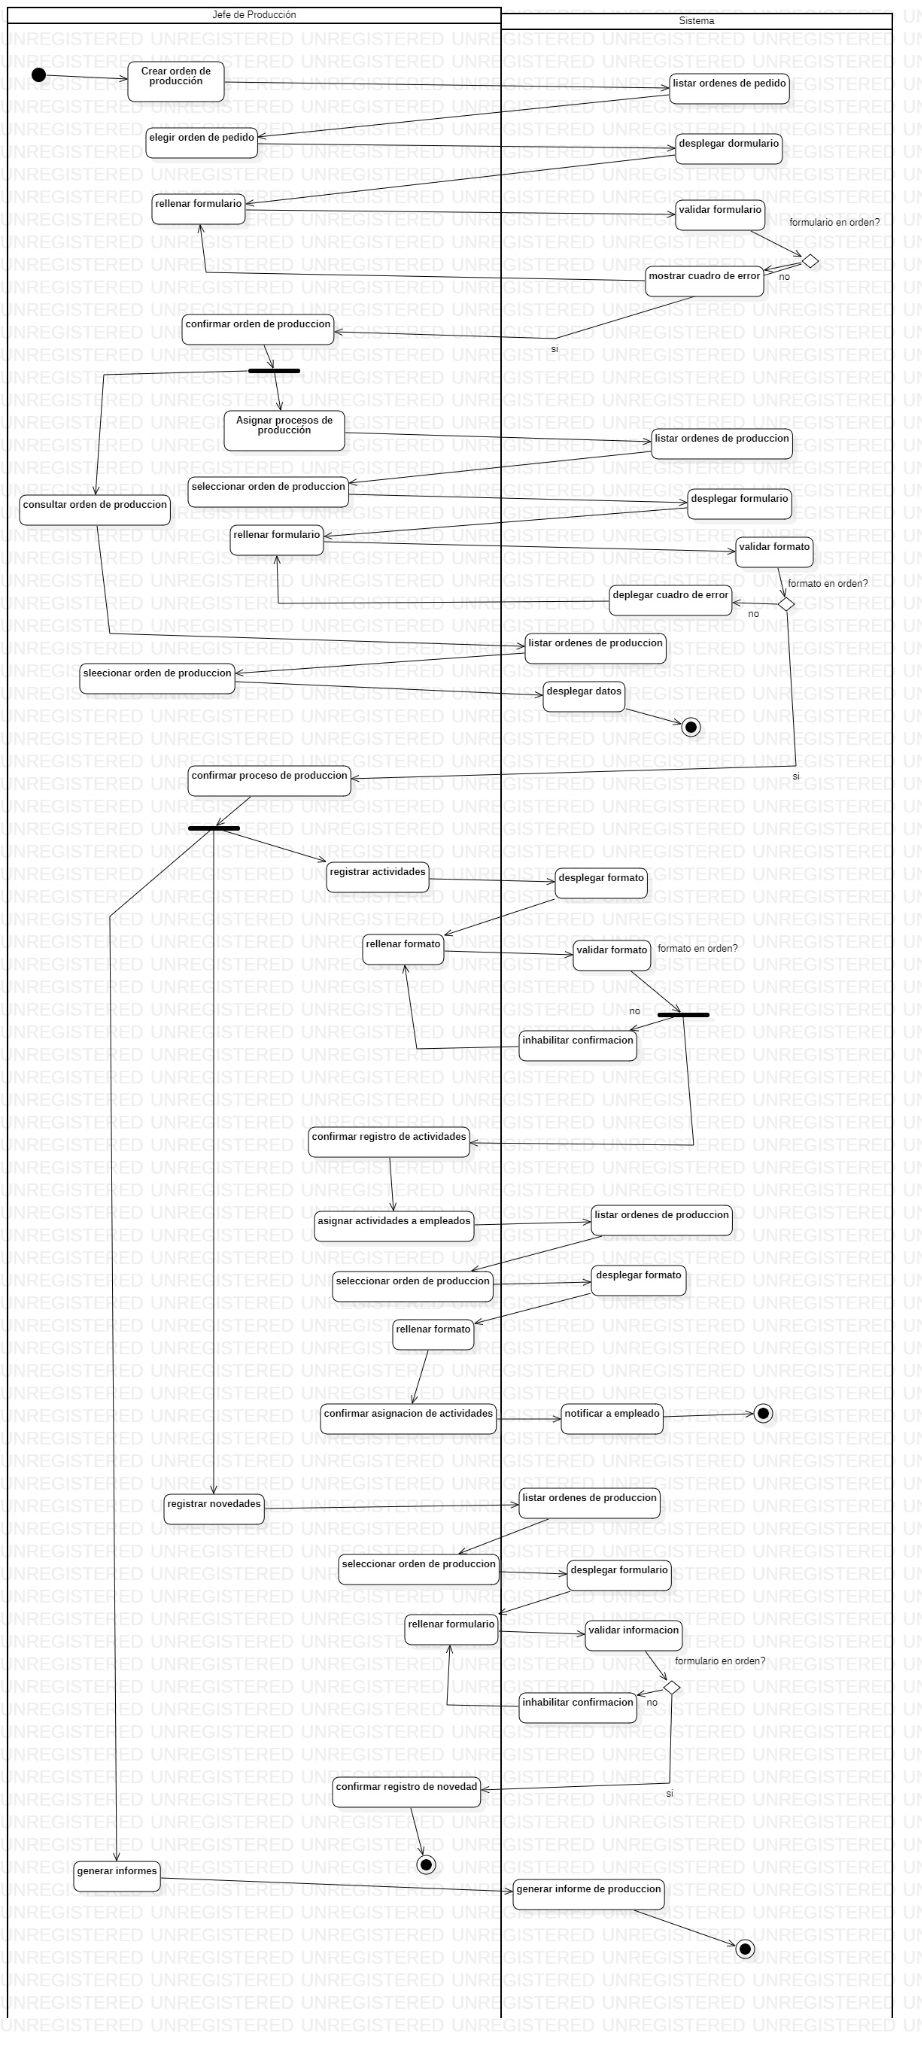 Jefe de Producción
Sistema
Crear orden de
producción
listar ordenes de pedido
elegir orden de pedido
desplegar dormulario
rellenar formulario
validar formulario
formulario en orden?
mostrar cuadro de error
no
confirmar orden de produccion
si
Asignar procesos de
producción
listar ordenes de produccion
seleccionar orden de produccion
desplegar formulario
consultar orden de produccion
rellenar formulario
validar formato
formato en orden?
deplegar cuadro de error
no
listar ordenes de produccion
sleecionar orden de produccion
desplegar datos
confirmar proceso de produccion
si
registrar actividades
desplegar formato
rellenar formato
validar formato
formato en orden?
no
inhabilitar confirmacion
confirmar registro de actividades
asignar actividades a empleados
listar ordenes de produccion
seleccionar orden de produccion
desplegar formato
rellenar formato
confirmar asignacion de actividades
notificar a empleado
registrar novedades
listar ordenes de produccion
seleccionar orden de produccion
desplegar formulario
rellenar formulario
validar informacion
formulario en orden?
inhabilitar confirmacion
no
confirmar registro de novedad
si
generar informes
generar informe de produccion
UNREGISTERED UNREGISTERED UNREGISTERED UNREGISTERED UNREGISTERED UNREGISTERED UN